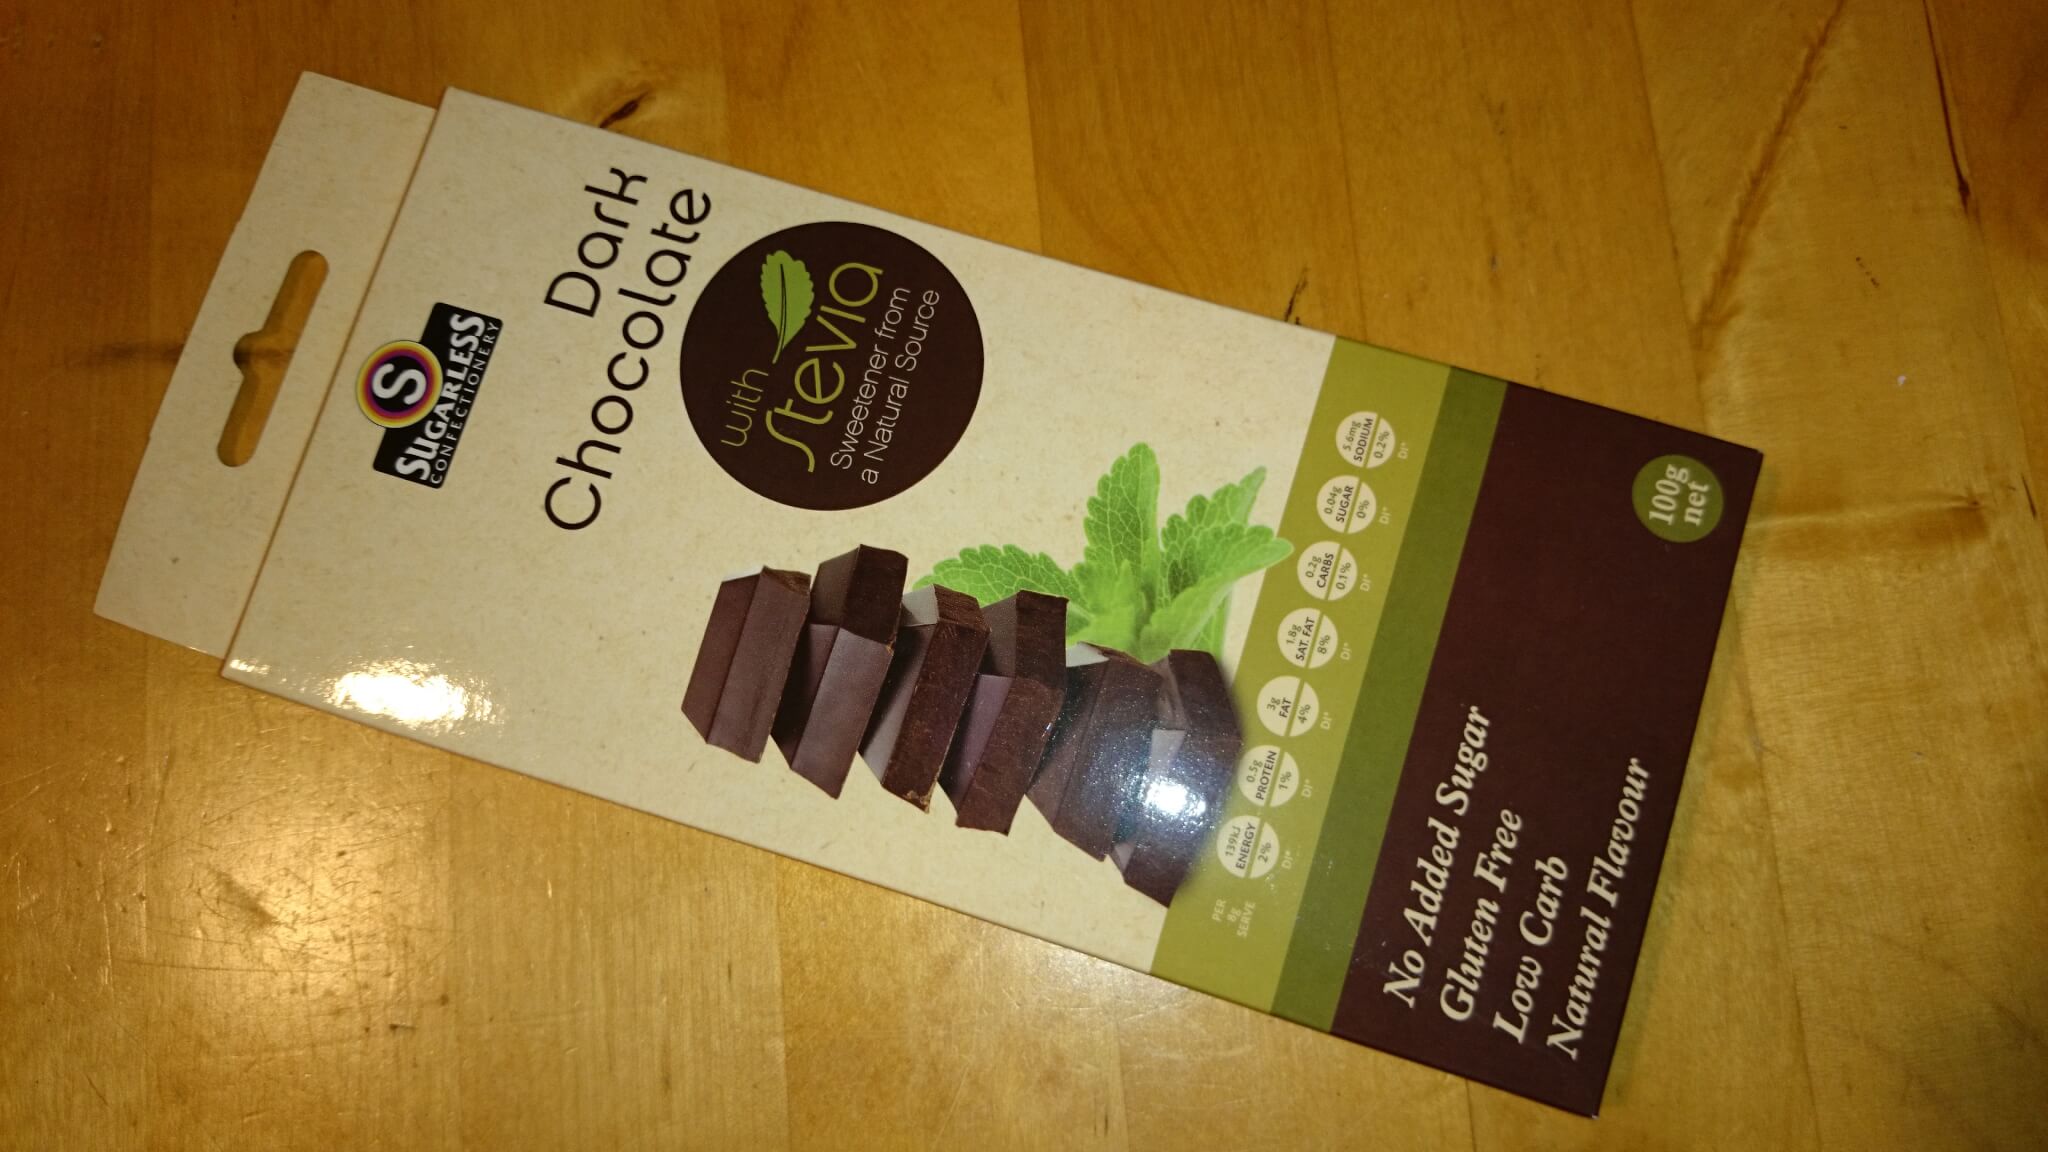 S
SUGARLESS
CONFECTIONERY
Dark
Chocolate
with
stevia
Sweetener from
a Natural Source
PER
8g
SERVE
139kJ
ENERGY
2%
DI*
0.5g
PROTEIN
1%
DI*
3g
FAT
4%
DI*
1.8g
SAT. FAT
8%
DI*
0.2g
CARBS
0.1%
DI*
0.04g
SUGAR
0%
DI*
5.6mg
SODIUM
0.2%
DI*
No Added Sugar
Gluten Free
Low Carb
Natural Flavour
100g
net